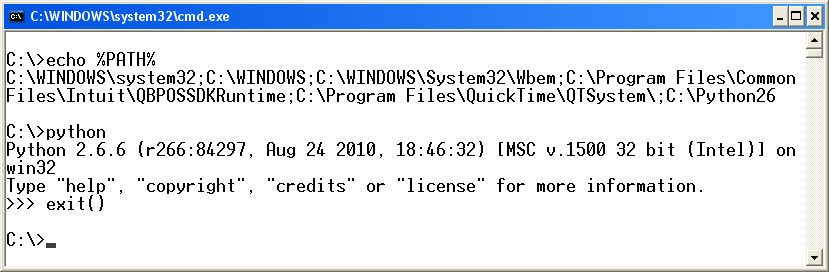 C:\WINDOWS\system32\cmd.exe
C:\>echo %PATH%
C:\WINDOWS\system32;C:\WINDOWS;C:\WINDOWS\System32\Wbem;C:\Program Files\Common
Files\Intuit\QBPOSSDKRuntime;C:\Program Files\QuickTime\QTSystem\;C:\Python26
C:\>python
Python 2.6.6 (r266:84297, Aug 24 2010, 18:46:32) [MSC v.1500 32 bit (Intel)] on
win32
Type "help", "copyright", "credits" or "license" for more information.
>>> exit()
C:\>